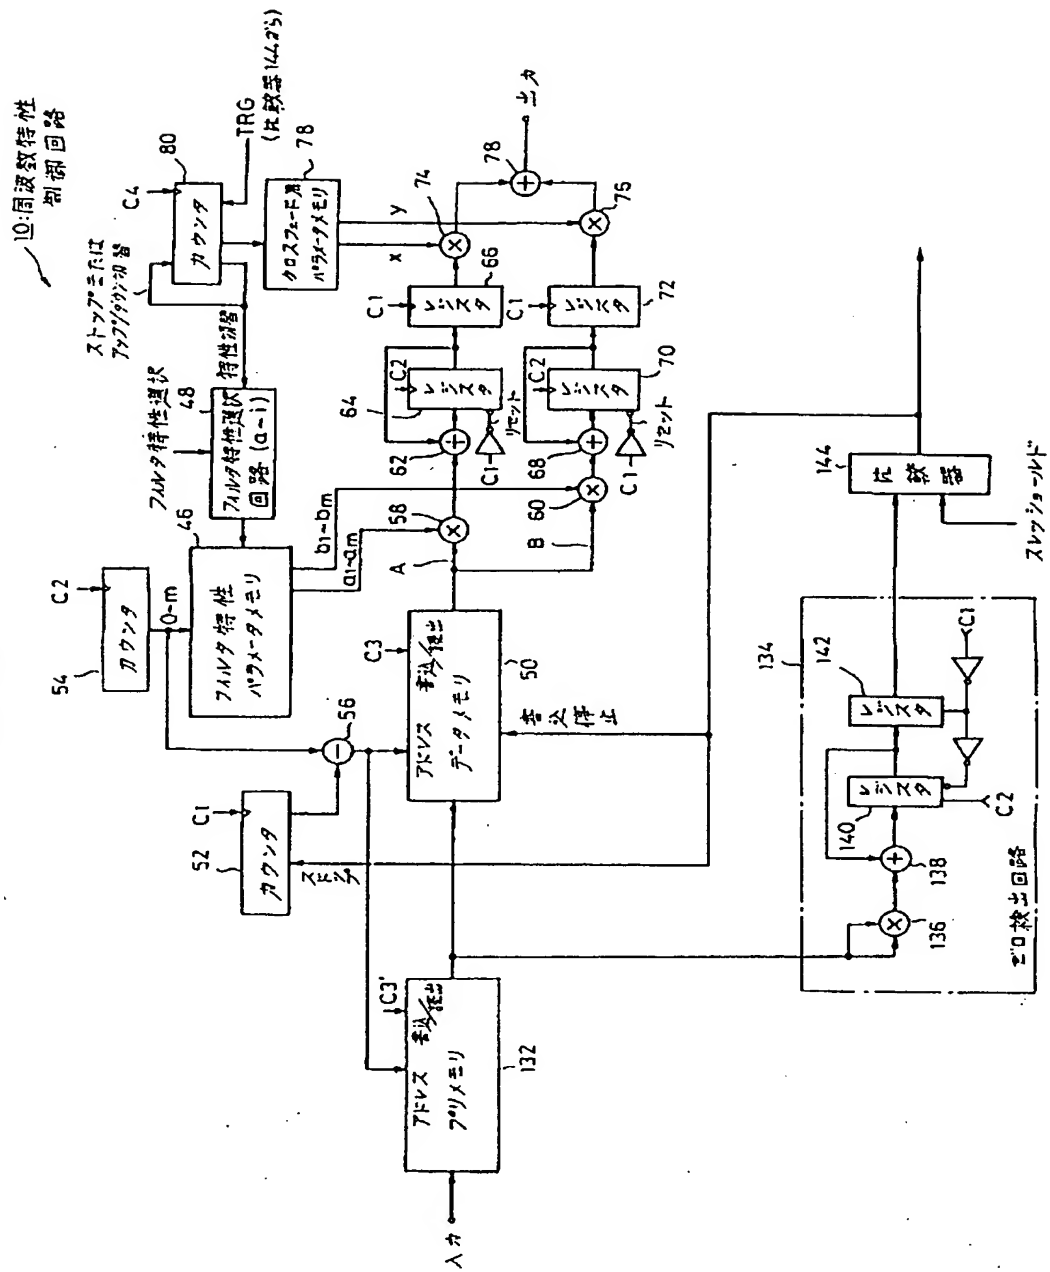 10:周波数特性
制御回路
ストップまたは
アップ/ダウン切替
C4
80
カウンタ
TRG
(比較器144から)
フィルタ特性選択
特性切替
48
フィルタ特性選択
回路(a~i)
クロスフェード用
パラメータメモリ
78
C2
54
カウンタ
0~m
46
フィルタ特性
パラメータメモリ
b1~bm
a1~am
x
y
74
78
出力
76
C1
52
カウンタ
ストップ
56
C3
アドレス
書込/読出
データメモリ
50
A
B
58
60
62
64
C2
レジスタ
C1
リセット
C1
レジスタ
66
68
C2
レジスタ
70
C1
リセット
C1
レジスタ
72
書込停止
入力
C3'
アドレス
書込/読出
プリメモリ
132
134
136
138
140
レジスタ
C2
142
レジスタ
C1
ゼロ検出回路
144
比較器
スレッショールド